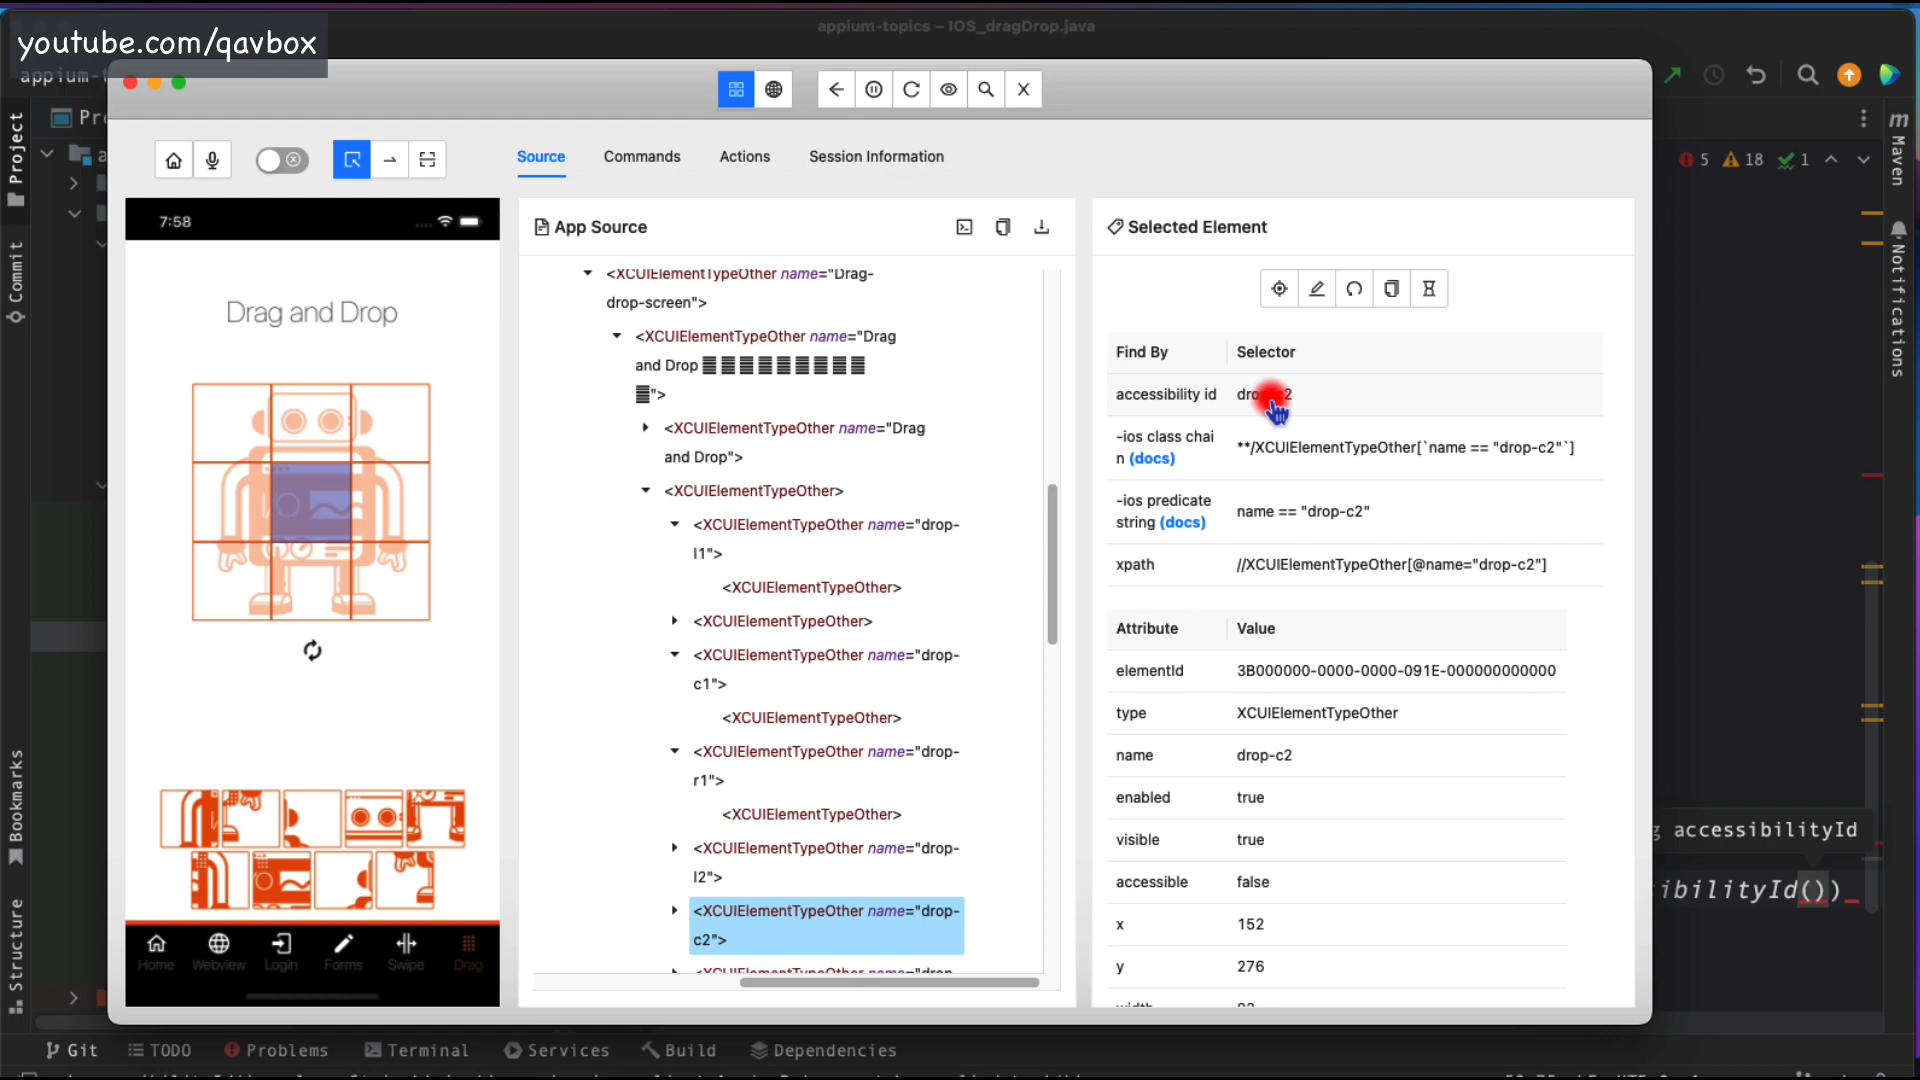 appium-topics – IOS_dragDrop.java
youtube.com/qavbox
Source
Commands
Actions
Session Information
Project
Commit
Bookmarks
Structure
Maven
Notifications
5
18
1
7:58
Drag and Drop
Home
Webview
Login
Forms
Swipe
Drag
App Source
<XCUIElementTypeOther name="Drag-
drop-screen">
<XCUIElementTypeOther name="Drag
and Drop
">
<XCUIElementTypeOther name="Drag
and Drop">
<XCUIElementTypeOther>
<XCUIElementTypeOther name="drop-
l1">
<XCUIElementTypeOther>
<XCUIElementTypeOther>
<XCUIElementTypeOther name="drop-
c1">
<XCUIElementTypeOther>
<XCUIElementTypeOther name="drop-
r1">
<XCUIElementTypeOther>
<XCUIElementTypeOther name="drop-
l2">
<XCUIElementTypeOther name="drop-
c2">
Selected Element
Find By Selector
accessibility id drop-c2
-ios class chai
n (docs) **/XCUIElementTypeOther[`name == "drop-c2"`]
-ios predicate
string (docs) name == "drop-c2"
xpath //XCUIElementTypeOther[@name="drop-c2"]
Attribute Value
elementId 3B000000-0000-0000-091E-000000000000
type XCUIElementTypeOther
name drop-c2
enabled true
visible true
accessible false
x 152
y 276
accessibilityId
ibilityId())
Git
TODO
Problems
Terminal
Services
Build
Dependencies